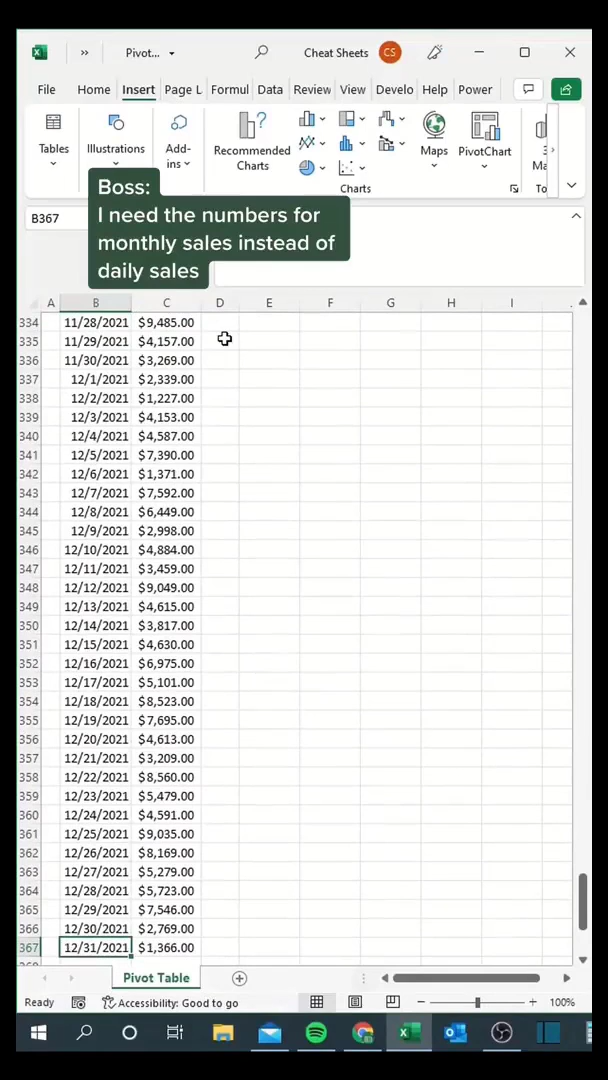 Pivot...
Cheat Sheets
CS
File Home Insert Page L Formul Data Review View Develo Help Power
Tables
Illustrations
Add-
ins
Recommended
Charts
Maps
PivotChart
3
Ma
Charts
To
Boss:
I need the numbers for
monthly sales instead of
daily sales
B367
A B C D E F G H I
334 11/28/2021 $9,485.00
335 11/29/2021 $4,157.00
336 11/30/2021 $3,269.00
337 12/1/2021 $2,339.00
338 12/2/2021 $1,227.00
339 12/3/2021 $4,153.00
340 12/4/2021 $4,587.00
341 12/5/2021 $7,390.00
342 12/6/2021 $1,371.00
343 12/7/2021 $7,592.00
344 12/8/2021 $6,449.00
345 12/9/2021 $2,998.00
346 12/10/2021 $4,884.00
347 12/11/2021 $3,459.00
348 12/12/2021 $9,049.00
349 12/13/2021 $4,615.00
350 12/14/2021 $3,817.00
351 12/15/2021 $4,630.00
352 12/16/2021 $6,975.00
353 12/17/2021 $5,101.00
354 12/18/2021 $8,523.00
355 12/19/2021 $7,695.00
356 12/20/2021 $4,613.00
357 12/21/2021 $3,209.00
358 12/22/2021 $8,560.00
359 12/23/2021 $5,479.00
360 12/24/2021 $4,591.00
361 12/25/2021 $9,035.00
362 12/26/2021 $8,169.00
363 12/27/2021 $5,279.00
364 12/28/2021 $5,723.00
365 12/29/2021 $7,546.00
366 12/30/2021 $2,769.00
367 12/31/2021 $1,366.00
Pivot Table
Ready Accessibility: Good to go 100%